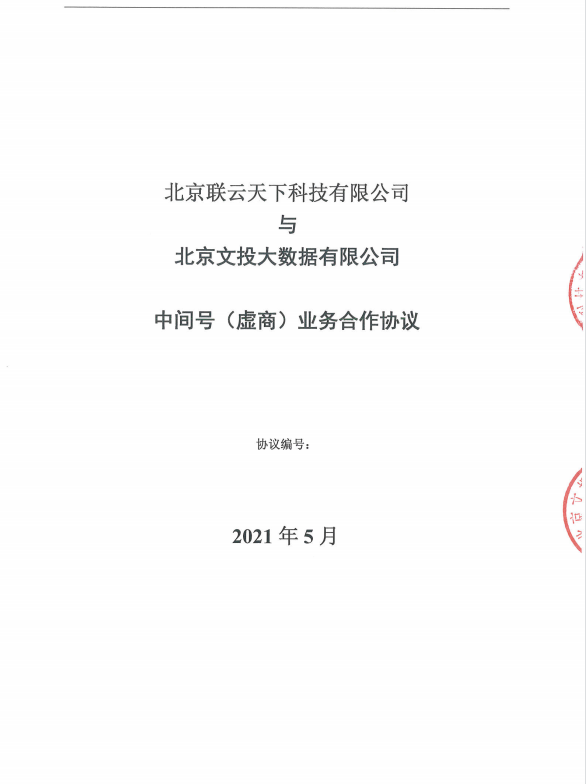 北京联云天下科技有限公司
与
北京文投大数据有限公司
中间号（虚商）业务合作协议
协议编号：
2021 年 5 月